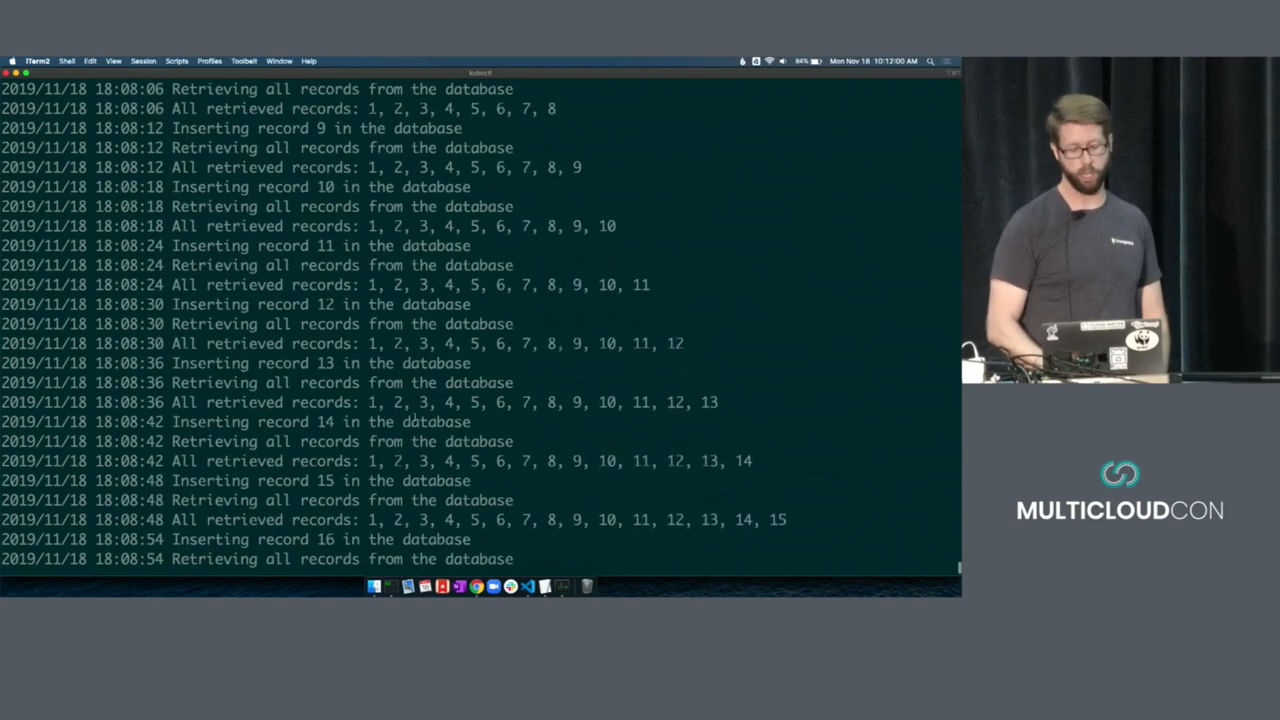 iTerm2 Shell Edit View Session Scripts Profiles Toolbelt Window Help 84% Mon Nov 18 10:12:00 AM
kubectl
2019/11/18 18:08:06 Retrieving all records from the database
2019/11/18 18:08:06 All retrieved records: 1, 2, 3, 4, 5, 6, 7, 8
2019/11/18 18:08:12 Inserting record 9 in the database
2019/11/18 18:08:12 Retrieving all records from the database
2019/11/18 18:08:12 All retrieved records: 1, 2, 3, 4, 5, 6, 7, 8, 9
2019/11/18 18:08:18 Inserting record 10 in the database
2019/11/18 18:08:18 Retrieving all records from the database
2019/11/18 18:08:18 All retrieved records: 1, 2, 3, 4, 5, 6, 7, 8, 9, 10
2019/11/18 18:08:24 Inserting record 11 in the database
2019/11/18 18:08:24 Retrieving all records from the database
2019/11/18 18:08:24 All retrieved records: 1, 2, 3, 4, 5, 6, 7, 8, 9, 10, 11
2019/11/18 18:08:30 Inserting record 12 in the database
2019/11/18 18:08:30 Retrieving all records from the database
2019/11/18 18:08:30 All retrieved records: 1, 2, 3, 4, 5, 6, 7, 8, 9, 10, 11, 12
2019/11/18 18:08:36 Inserting record 13 in the database
2019/11/18 18:08:36 Retrieving all records from the database
2019/11/18 18:08:36 All retrieved records: 1, 2, 3, 4, 5, 6, 7, 8, 9, 10, 11, 12, 13
2019/11/18 18:08:42 Inserting record 14 in the database
2019/11/18 18:08:42 Retrieving all records from the database
2019/11/18 18:08:42 All retrieved records: 1, 2, 3, 4, 5, 6, 7, 8, 9, 10, 11, 12, 13, 14
2019/11/18 18:08:48 Inserting record 15 in the database
2019/11/18 18:08:48 Retrieving all records from the database
2019/11/18 18:08:48 All retrieved records: 1, 2, 3, 4, 5, 6, 7, 8, 9, 10, 11, 12, 13, 14, 15
2019/11/18 18:08:54 Inserting record 16 in the database
2019/11/18 18:08:54 Retrieving all records from the database
MULTICLOUDCON